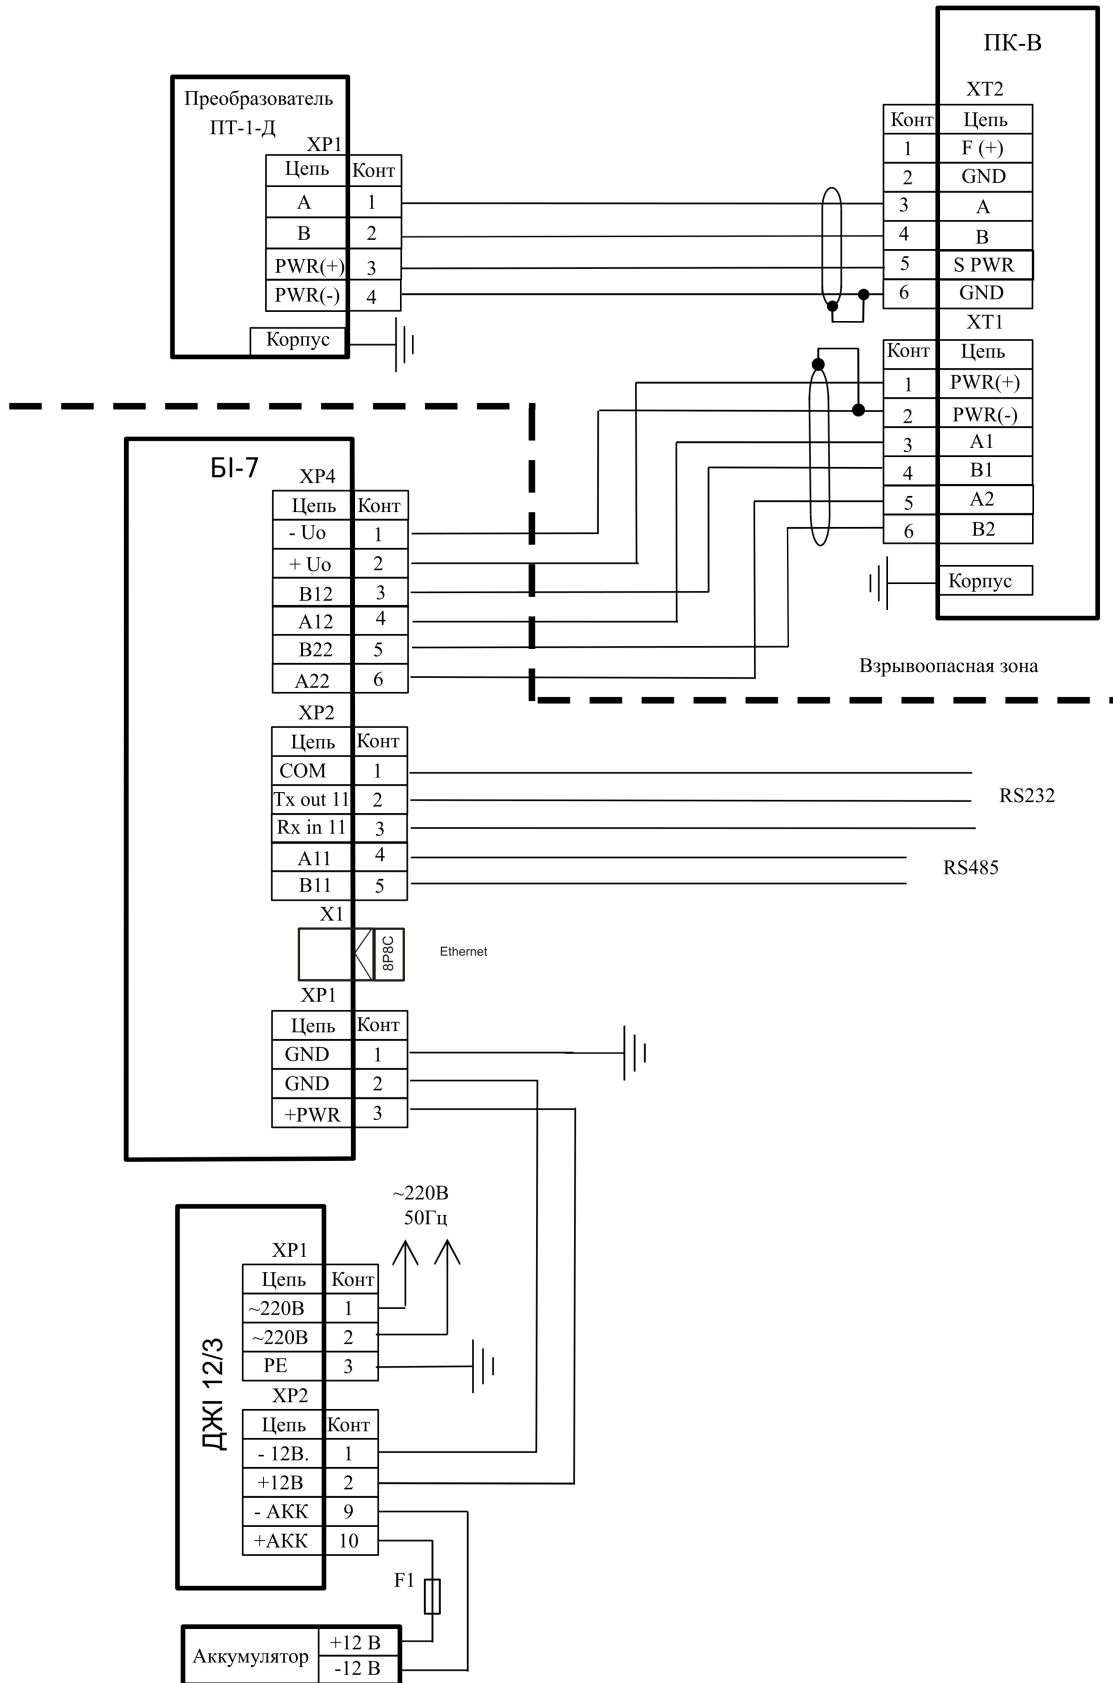 ПК-В
XT2
Конт Цепь
1 F (+)
2 GND
3 A
4 B
5 S PWR
6 GND
XT1
Конт Цепь
1 PWR(+)
2 PWR(-)
3 A1
4 B1
5 A2
6 B2
Корпус
Преобразователь
ПТ-1-Д
XP1
Цепь Конт
A 1
B 2
PWR(+) 3
PWR(-) 4
Корпус
Взрывоопасная зона
БІ-7
XP4
Цепь Конт
- Uo 1
+ Uo 2
B12 3
A12 4
B22 5
A22 6
XP2
Цепь Конт
COM 1
Tx out 11 2
Rx in 11 3
A11 4
B11 5
RS232
RS485
X1
8P8C
Ethernet
XP1
Цепь Конт
GND 1
GND 2
+PWR 3
~220В
50Гц
ДЖІ 12/3
XP1
Цепь Конт
~220В 1
~220В 2
PE 3
XP2
Цепь Конт
- 12В. 1
+12В 2
- АКК 9
+АКК 10
F1
Аккумулятор
+12 В
-12 В